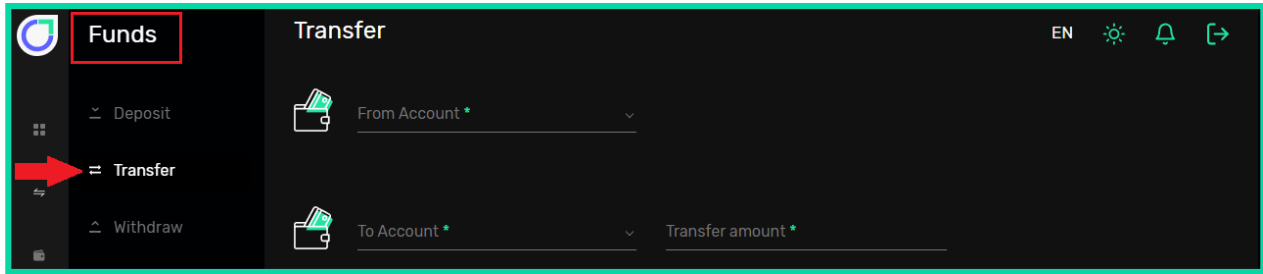 Funds
Transfer
EN
Deposit
From Account *
Transfer
Withdraw
To Account *
Transfer amount *